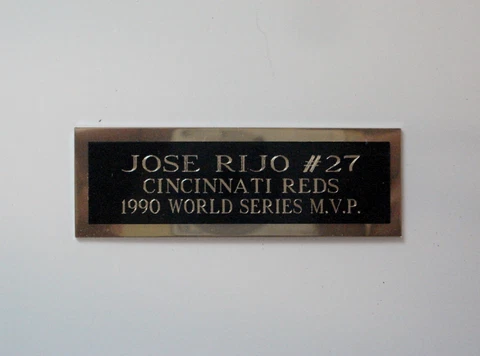 JOSE RIJO #27
CINCINNATI REDS
1990 WORLD SERIES M.V.P.